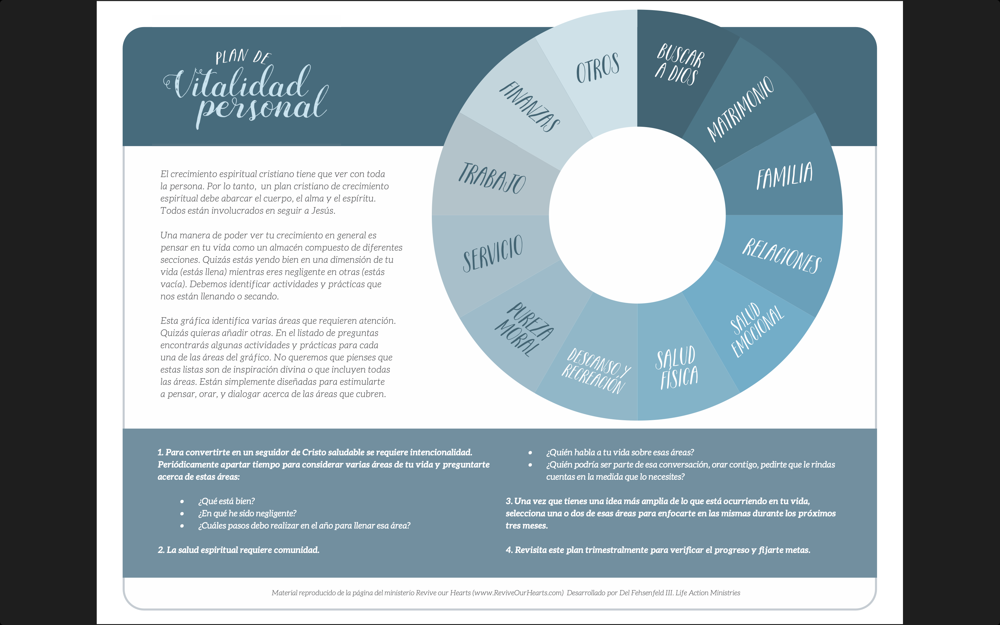 PLAN DE
Vitalidad
personal
OTROS
BUSCAR
A DIOS
MATRIMONIO
FAMILIA
RELACIONES
SALUD
EMOCIONAL
SALUD
FÍSICA
DESCANSO Y
RECREACIÓN
PUREZA
MORAL
SERVICIO
TRABAJO
FINANZAS
El crecimiento espiritual cristiano tiene que ver con toda
la persona. Por lo tanto, un plan cristiano de crecimiento
espiritual debe abarcar el cuerpo, el alma y el espíritu.
Todos están involucrados en seguir a Jesús.
Una manera de poder ver tu crecimiento en general es
pensar en tu vida como un almacén compuesto de diferentes
secciones. Quizás estás yendo bien en una dimensión de tu
vida (estás llena) mientras eres negligente en otras (estás
vacía). Debemos identificar actividades y prácticas que
nos están llenando o secando.
Esta gráfica identifica varias áreas que requieren atención.
Quizás quieras añadir otras. En el listado de preguntas
encontrarás algunas actividades y prácticas para cada
una de las áreas del gráfico. No queremos que pienses que
estas listas son de inspiración divina o que incluyen todas
las áreas. Están simplemente diseñadas para estimularte
a pensar, orar, y dialogar acerca de las áreas que cubren.
1. Para convertirte en un seguidor de Cristo saludable se requiere intencionalidad.
Periódicamente apartar tiempo para considerar varias áreas de tu vida y preguntarte
acerca de estas áreas:
• ¿Qué está bien?
• ¿En qué he sido negligente?
• ¿Cuáles pasos debo realizar en el año para llenar esa área?
2. La salud espiritual requiere comunidad.
• ¿Quién habla a tu vida sobre esas áreas?
• ¿Quién podría ser parte de esa conversación, orar contigo, pedirte que le rindas
cuentas en la medida que lo necesites?
3. Una vez que tienes una idea más amplia de lo que está ocurriendo en tu vida,
selecciona una o dos de esas áreas para enfocarte en las mismas durante los próximos
tres meses.
4. Revisita este plan trimestralmente para verificar el progreso y fijarte metas.
Material reproducido de la página del ministerio Revive our Hearts (www.ReviveOurHearts.com) Desarrollado por Del Fehsenfeld III. Life Action Ministries